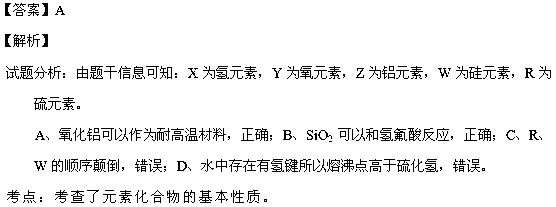 【答案】A
【解析】
试题分析：由题干信息可知：X 为氢元素，Y 为氧元素，Z 为铝元素，W 为硅元素，R 为
硫元素。
A、氧化铝可以作为耐高温材料，正确；B、SiO₂ 可以和氢氟酸反应，正确；C、R、
W 的顺序颠倒，错误；D、水中存在有氢键所以熔沸点高于硫化氢，错误。
考点：考查了元素化合物的基本性质。